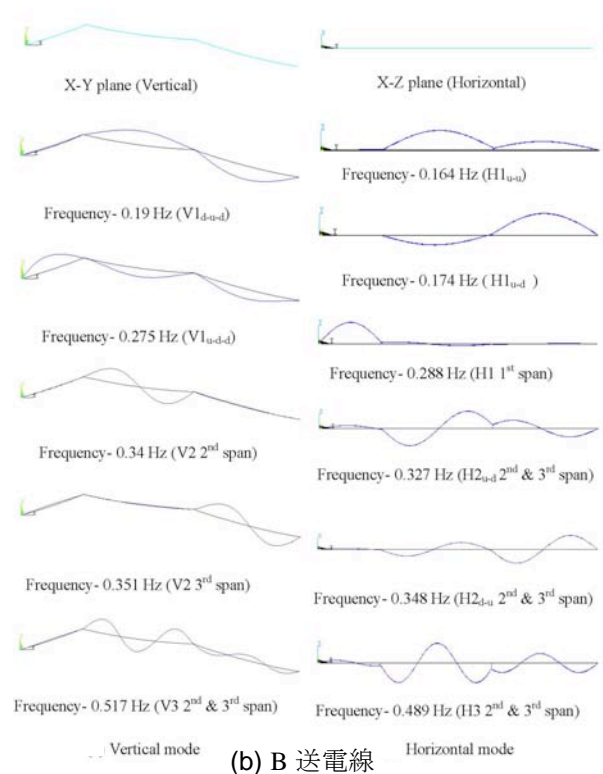 X-Y plane (Vertical)
Frequency- 0.19 Hz (V1d-u-d)
Frequency- 0.275 Hz (V1u-d-d)
Frequency- 0.34 Hz (V2 2nd span)
Frequency- 0.351 Hz (V2 3rd span)
Frequency- 0.517 Hz (V3 2nd & 3rd span)
Vertical mode
X-Z plane (Horizontal)
Frequency- 0.164 Hz (H1u-u)
Frequency- 0.174 Hz ( H1u-d )
Frequency- 0.288 Hz (H1 1st span)
Frequency- 0.327 Hz (H2u-d 2nd & 3rd span)
Frequency- 0.348 Hz (H2d-u 2nd & 3rd span)
Frequency- 0.489 Hz (H3 2nd & 3rd span)
Horizontal mode
(b) B 送電線